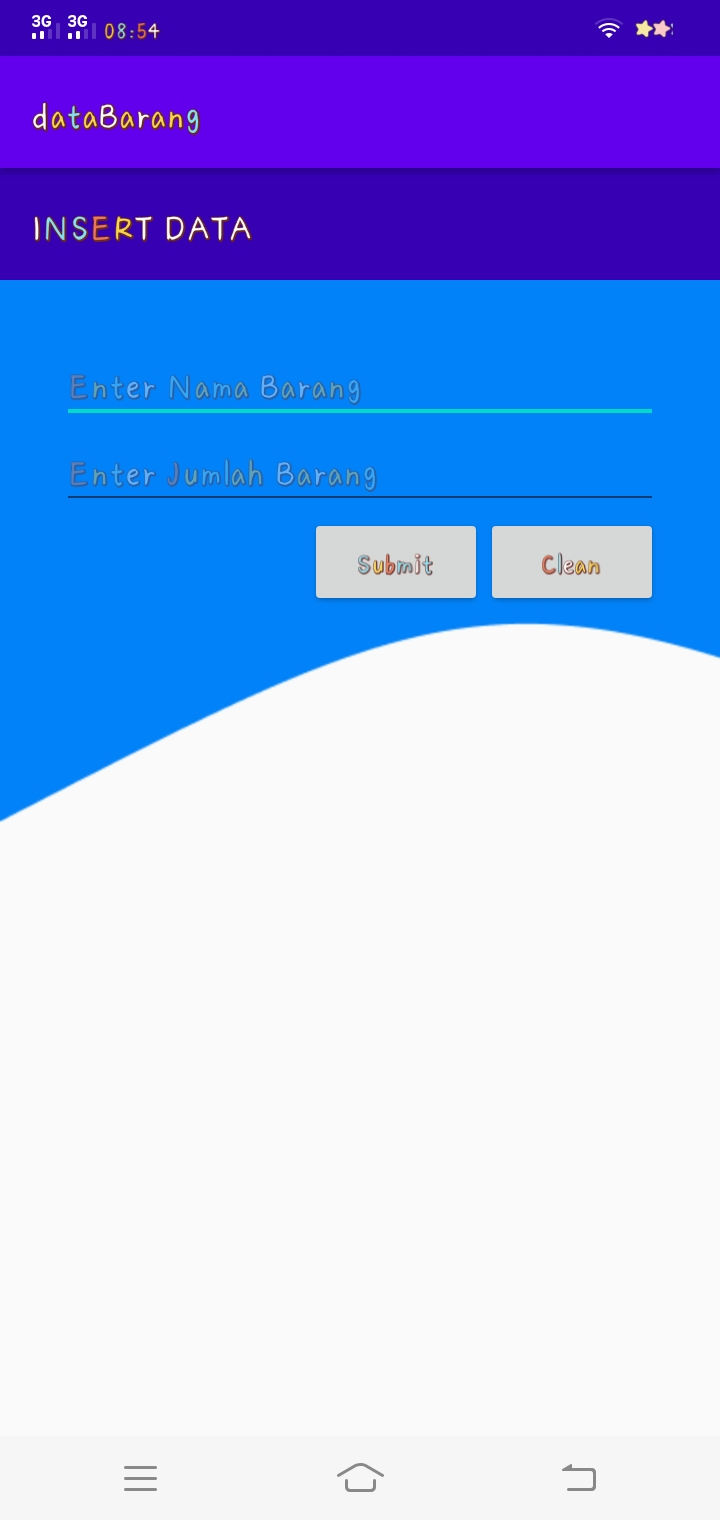 3G 3G 08:54
dataBarang
INSERT DATA
Enter Nama Barang
Enter Jumlah Barang
Submit Clean